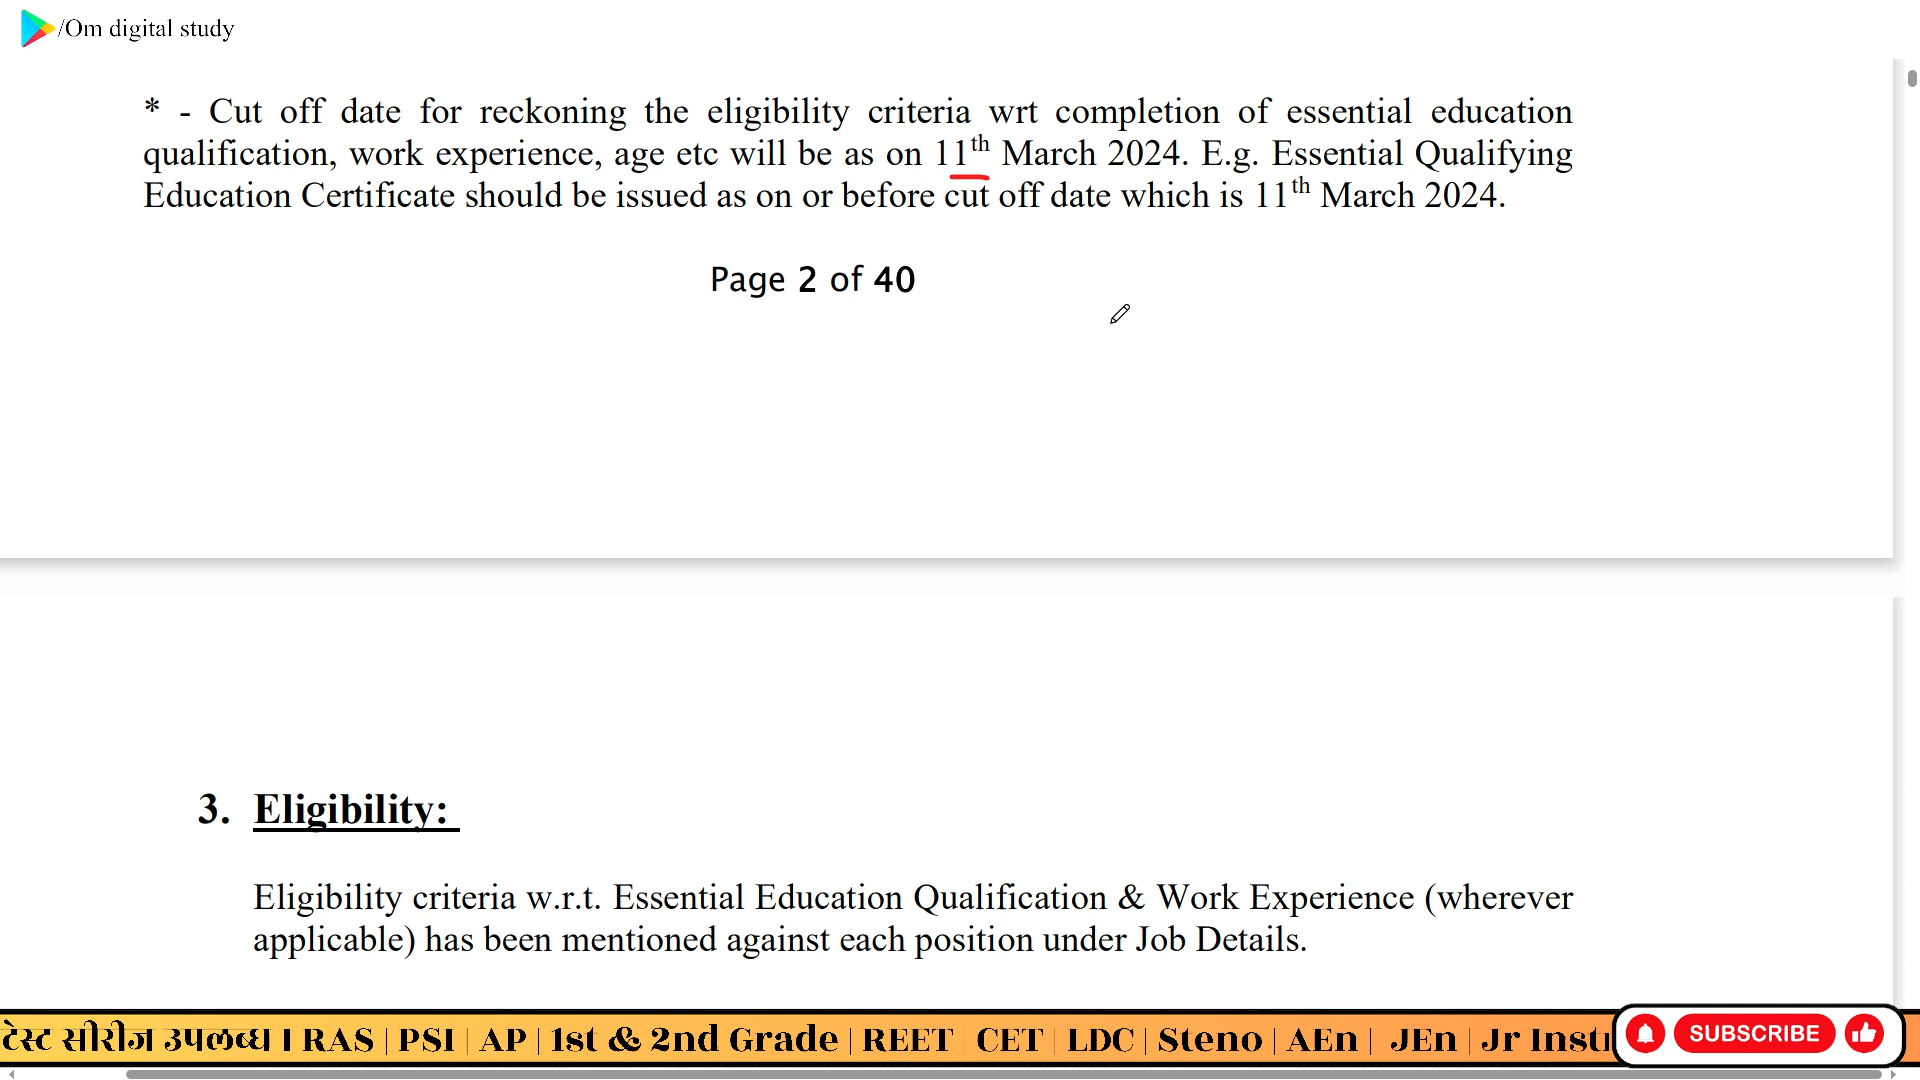 /Om digital study
* - Cut off date for reckoning the eligibility criteria wrt completion of essential education
qualification, work experience, age etc will be as on 11th March 2024. E.g. Essential Qualifying
Education Certificate should be issued as on or before cut off date which is 11th March 2024.
Page 2 of 40
3. Eligibility:
Eligibility criteria w.r.t. Essential Education Qualification & Work Experience (wherever
applicable) has been mentioned against each position under Job Details.
टेस्ट सीरीज उपलब्ध । RAS | PSI | AP | 1st & 2nd Grade | REET | CET | LDC | Steno | AEn | JEn | Jr Inst
SUBSCRIBE